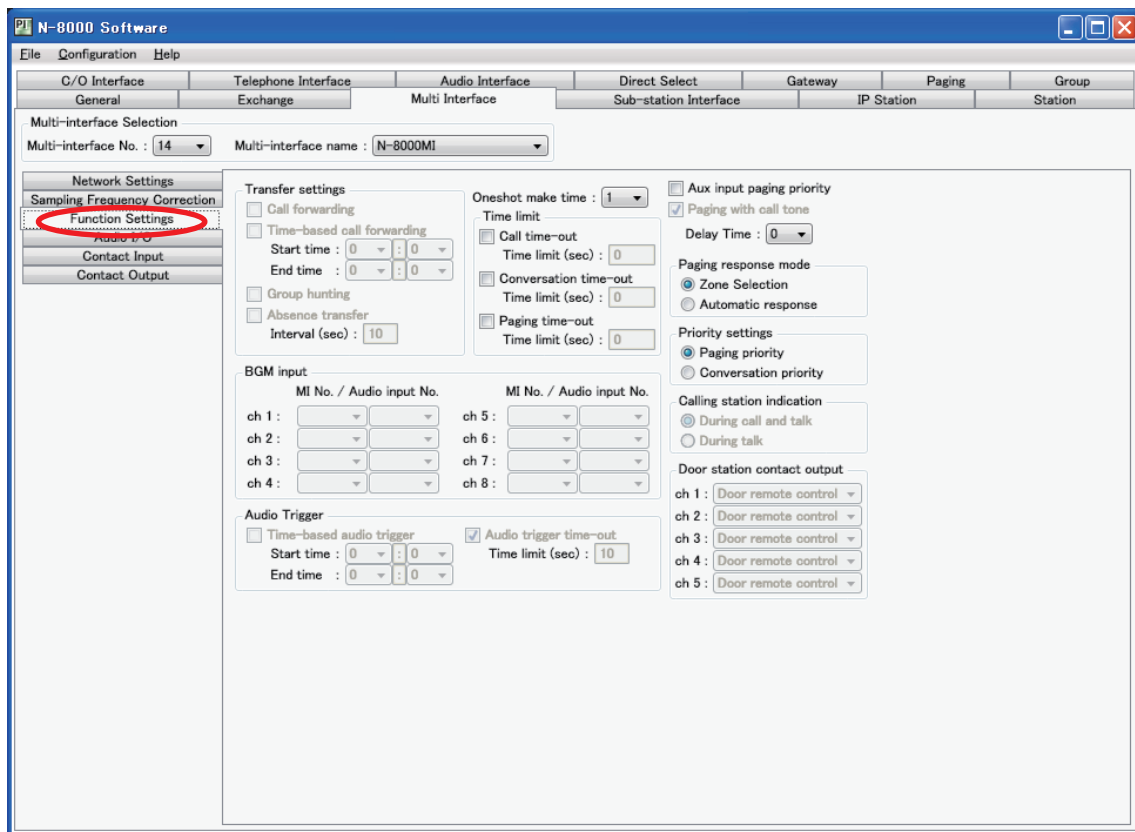 N-8000 Software
File Configuration Help
C/O Interface Telephone Interface Audio Interface Direct Select Gateway Paging Group
General Exchange Multi Interface Sub-station Interface IP Station Station
Multi-interface Selection
Multi-interface No. : 14 Multi-interface name : N-8000MI
Network Settings
Sampling Frequency Correction
Function Settings
Audio I/O
Contact Input
Contact Output
Transfer settings
Call forwarding
Time-based call forwarding
Start time : 0 : 0
End time : 0 : 0
Group hunting
Absence transfer
Interval (sec) : 10
Oneshot make time : 1
Time limit
Call time-out
Time limit (sec) : 0
Conversation time-out
Time limit (sec) : 0
Paging time-out
Time limit (sec) : 0
BGM input
MI No. / Audio input No. MI No. / Audio input No.
ch 1 : ch 5 :
ch 2 : ch 6 :
ch 3 : ch 7 :
ch 4 : ch 8 :
Audio Trigger
Time-based audio trigger
Start time : 0 : 0
End time : 0 : 0
Audio trigger time-out
Time limit (sec) : 10
Aux input paging priority
Paging with call tone
Delay Time : 0
Paging response mode
Zone Selection
Automatic response
Priority settings
Paging priority
Conversation priority
Calling station indication
During call and talk
During talk
Door station contact output
ch 1 : Door remote control
ch 2 : Door remote control
ch 3 : Door remote control
ch 4 : Door remote control
ch 5 : Door remote control